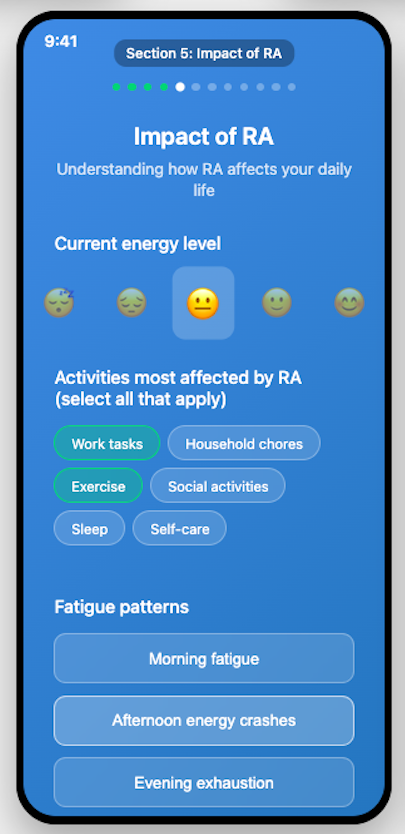 9:41
Section 5: Impact of RA
Impact of RA
Understanding how RA affects your daily
life
Current energy level
Activities most affected by RA
(select all that apply)
Work tasks
Household chores
Exercise
Social activities
Sleep
Self-care
Fatigue patterns
Morning fatigue
Afternoon energy crashes
Evening exhaustion